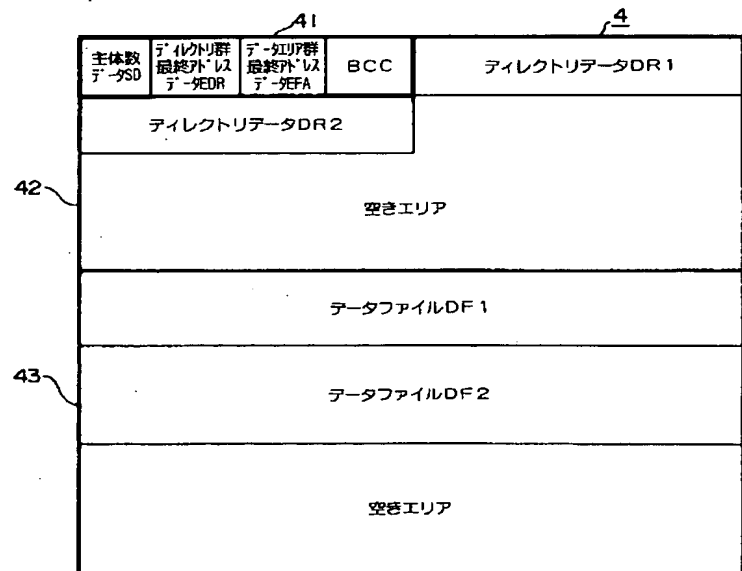 41
4
主体数
データSD
ディレクトリ群
最終アドレス
データEDR
データエリア群
最終アドレス
データEFA
BCC
ディレクトリデータDR1
ディレクトリデータDR2
42
空きエリア
データファイルDF1
43
データファイルDF2
空きエリア